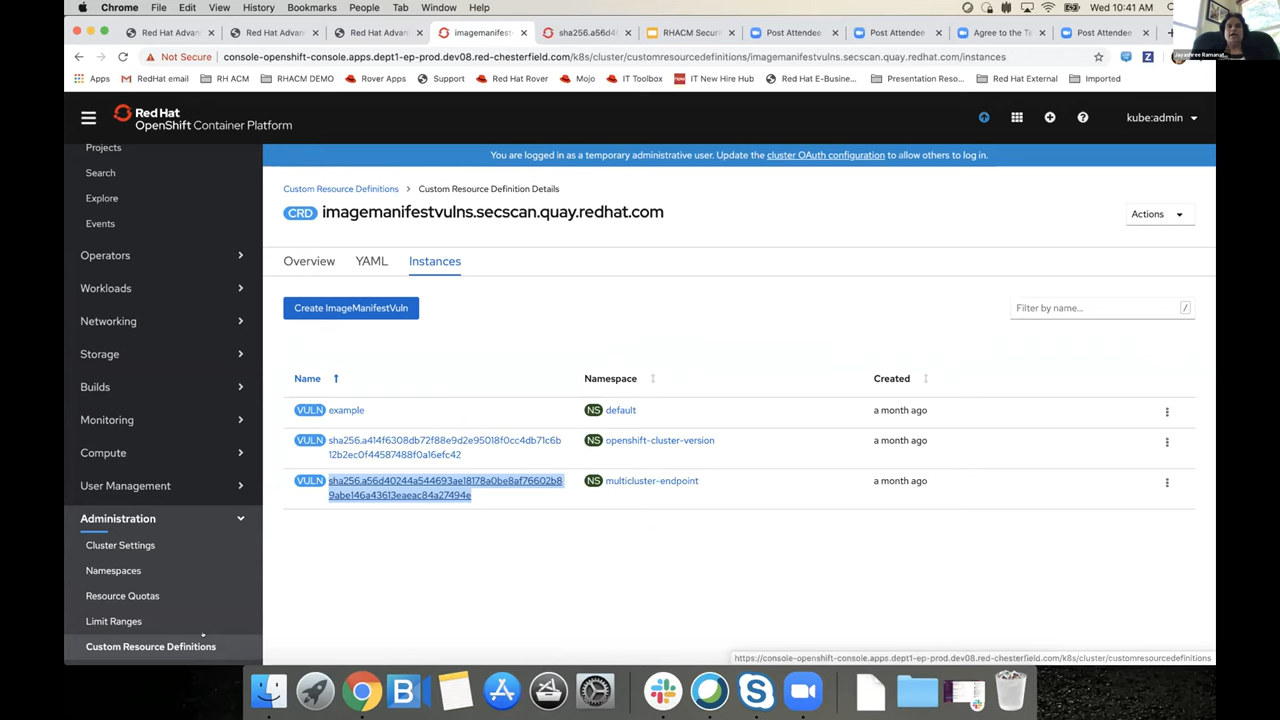 Chrome File Edit View History Bookmarks People Tab Window Help Wed 10:41 AM
Red Hat Advan Red Hat Advan Red Hat Advan imagemanifest sha256.a56d4 RHACM Securi Post Attendee Post Attendee Agree to the Te Post Attendee
Not Secure console-openshift-console.apps.dept1-ep-prod.dev08.red-chesterfield.com/k8s/cluster/customresourcedefinitions/imagemanifestvulns.secscan.quay.redhat.com/instances
Apps RedHat email RH ACM RHACM DEMO Rover Apps Support Red Hat Rover Mojo IT Toolbox IT New Hire Hub Red Hat E-Busine... Presentation Reso... Red Hat External Imported
Red Hat
OpenShift Container Platform
kube:admin
You are logged in as a temporary administrative user. Update the cluster OAuth configuration to allow others to log in.
Projects
Search
Explore
Events
Operators
Workloads
Networking
Storage
Builds
Monitoring
Compute
User Management
Administration
Cluster Settings
Namespaces
Resource Quotas
Limit Ranges
Custom Resource Definitions
Custom Resource Definitions > Custom Resource Definition Details
CRD imagemanifestvulns.secscan.quay.redhat.com
Actions
Overview YAML Instances
Create ImageManifestVuln
Filter by name... /
Name Namespace Created
VULN example NS default a month ago
VULN sha256.a414f6308db72f88e9d2e95018f0cc4db71c6b NS openshift-cluster-version a month ago
12b2ec0f44587488f0a16efc42
VULN sha256.a56d40244a544693ae18178a0be8af76602b8 NS multicluster-endpoint a month ago
9abe146a43613eaeac84a27494e
https://console-openshift-console.apps.dept1-ep-prod.dev08.red-chesterfield.com/k8s/cluster/customresourcedefinitions